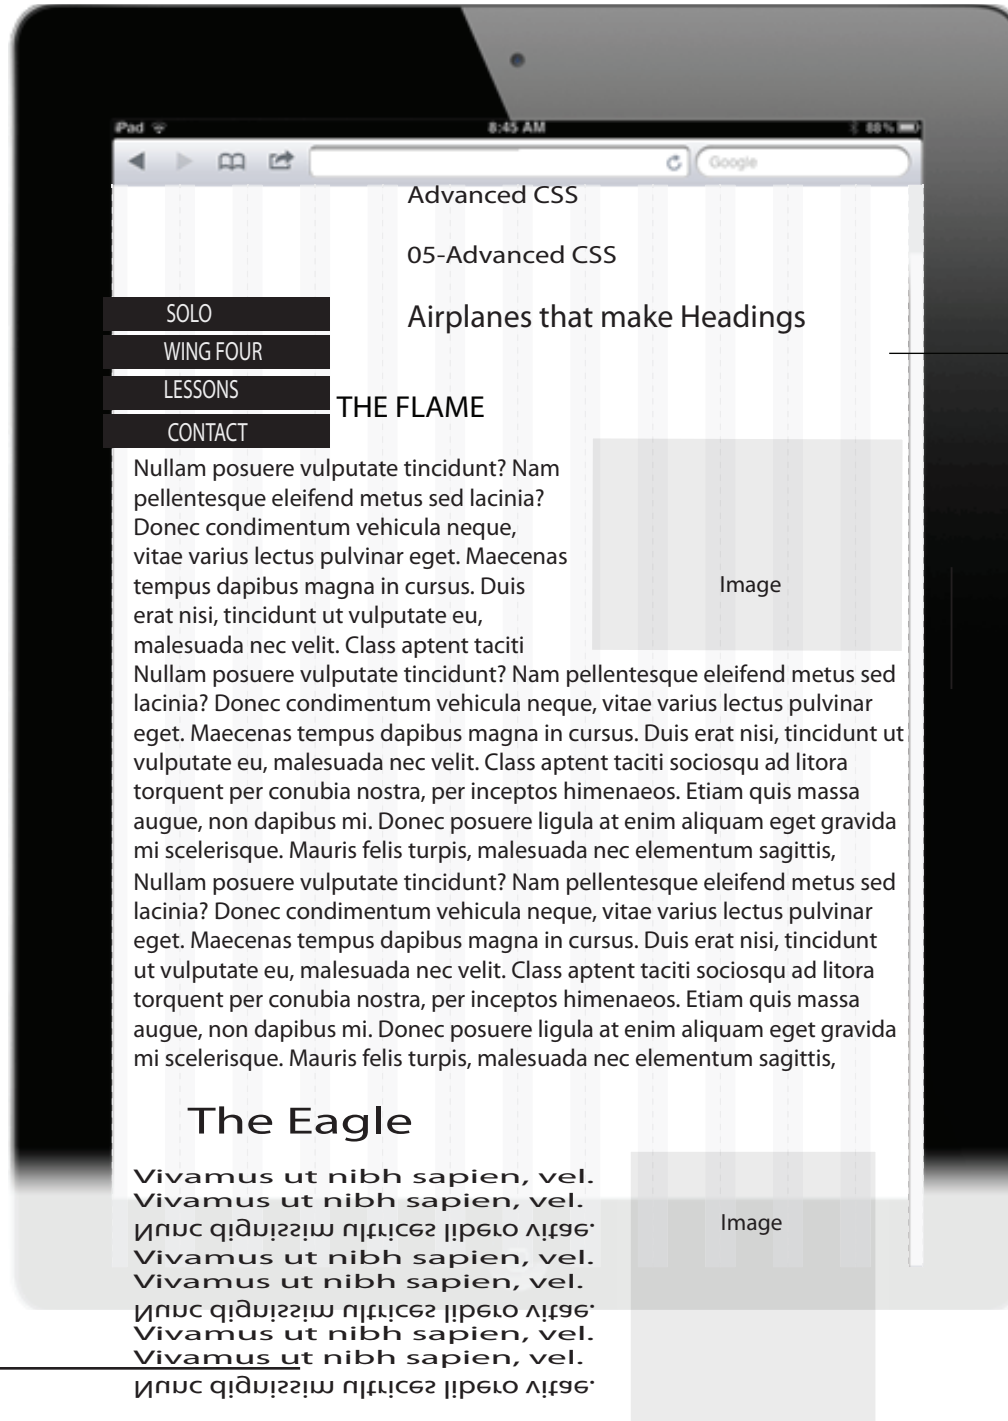 iPad 8:45 AM 88%
Google
Advanced CSS
05-Advanced CSS
Airplanes that make Headings
SOLO
WING FOUR
LESSONS
CONTACT
THE FLAME
Nullam posuere vulputate tincidunt? Nam
pellentesque eleifend metus sed lacinia?
Donec condimentum vehicula neque,
vitae varius lectus pulvinar eget. Maecenas
tempus dapibus magna in cursus. Duis
erat nisi, tincidunt ut vulputate eu,
malesuada nec velit. Class aptent taciti
Image
Nullam posuere vulputate tincidunt? Nam pellentesque eleifend metus sed
lacinia? Donec condimentum vehicula neque, vitae varius lectus pulvinar
eget. Maecenas tempus dapibus magna in cursus. Duis erat nisi, tincidunt ut
vulputate eu, malesuada nec velit. Class aptent taciti sociosqu ad litora
torquent per conubia nostra, per inceptos himenaeos. Etiam quis massa
augue, non dapibus mi. Donec posuere ligula at enim aliquam eget gravida
mi scelerisque. Mauris felis turpis, malesuada nec elementum sagittis,
Nullam posuere vulputate tincidunt? Nam pellentesque eleifend metus sed
lacinia? Donec condimentum vehicula neque, vitae varius lectus pulvinar
eget. Maecenas tempus dapibus magna in cursus. Duis erat nisi, tincidunt
ut vulputate eu, malesuada nec velit. Class aptent taciti sociosqu ad litora
torquent per conubia nostra, per inceptos himenaeos. Etiam quis massa
augue, non dapibus mi. Donec posuere ligula at enim aliquam eget gravida
mi scelerisque. Mauris felis turpis, malesuada nec elementum sagittis,
The Eagle
Vivamus ut nibh sapien, vel.
Vivamus ut nibh sapien, vel.
Nunc dignissim ultrices libero vitae.
Vivamus ut nibh sapien, vel.
Vivamus ut nibh sapien, vel.
Nunc dignissim ultrices libero vitae.
Vivamus ut nibh sapien, vel.
Vivamus ut nibh sapien, vel.
Nunc dignissim ultrices libero vitae.
Image